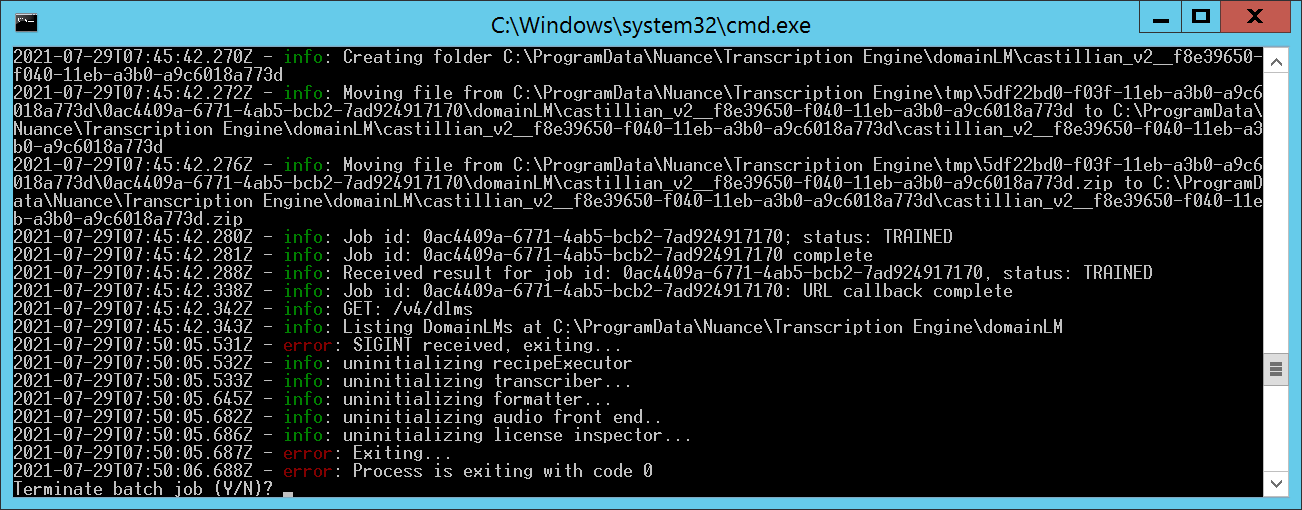 C:\Windows\system32\cmd.exe
2021-07-29T07:45:42.270Z - info: Creating folder C:\ProgramData\Nuance\Transcription Engine\domainLM\castillian_v2__f8e39650-
f040-11eb-a3b0-a9c6018a773d
2021-07-29T07:45:42.272Z - info: Moving file from C:\ProgramData\Nuance\Transcription Engine\tmp\5df22bd0-f03f-11eb-a3b0-a9c6
018a773d\0ac4409a-6771-4ab5-bcb2-7ad924917170\domainLM\castillian_v2__f8e39650-f040-11eb-a3b0-a9c6018a773d to C:\ProgramData\
Nuance\Transcription Engine\domainLM\castillian_v2__f8e39650-f040-11eb-a3b0-a9c6018a773d\castillian_v2__f8e39650-f040-11eb-a3
b0-a9c6018a773d
2021-07-29T07:45:42.276Z - info: Moving file from C:\ProgramData\Nuance\Transcription Engine\tmp\5df22bd0-f03f-11eb-a3b0-a9c6
018a773d\0ac4409a-6771-4ab5-bcb2-7ad924917170\domainLM\castillian_v2__f8e39650-f040-11eb-a3b0-a9c6018a773d.zip to C:\ProgramD
ata\Nuance\Transcription Engine\domainLM\castillian_v2__f8e39650-f040-11eb-a3b0-a9c6018a773d\castillian_v2__f8e39650-f040-11e
b-a3b0-a9c6018a773d.zip
2021-07-29T07:45:42.280Z - info: Job id: 0ac4409a-6771-4ab5-bcb2-7ad924917170; status: TRAINED
2021-07-29T07:45:42.281Z - info: Job id: 0ac4409a-6771-4ab5-bcb2-7ad924917170 complete
2021-07-29T07:45:42.288Z - info: Received result for job id: 0ac4409a-6771-4ab5-bcb2-7ad924917170, status: TRAINED
2021-07-29T07:45:42.338Z - info: Job id: 0ac4409a-6771-4ab5-bcb2-7ad924917170: URL callback complete
2021-07-29T07:45:42.342Z - info: GET: /v4/dlms
2021-07-29T07:45:42.343Z - info: Listing DomainLMs at C:\ProgramData\Nuance\Transcription Engine\domainLM
2021-07-29T07:50:05.531Z - error: SIGINT received, exiting...
2021-07-29T07:50:05.532Z - info: uninitializing recipeExecutor
2021-07-29T07:50:05.533Z - info: uninitializing transcriber...
2021-07-29T07:50:05.645Z - info: uninitializing formatter...
2021-07-29T07:50:05.682Z - info: uninitializing audio front end..
2021-07-29T07:50:05.686Z - info: uninitializing license inspector...
2021-07-29T07:50:05.687Z - error: Exiting...
2021-07-29T07:50:06.688Z - error: Process is exiting with code 0
Terminate batch job (Y/N)?